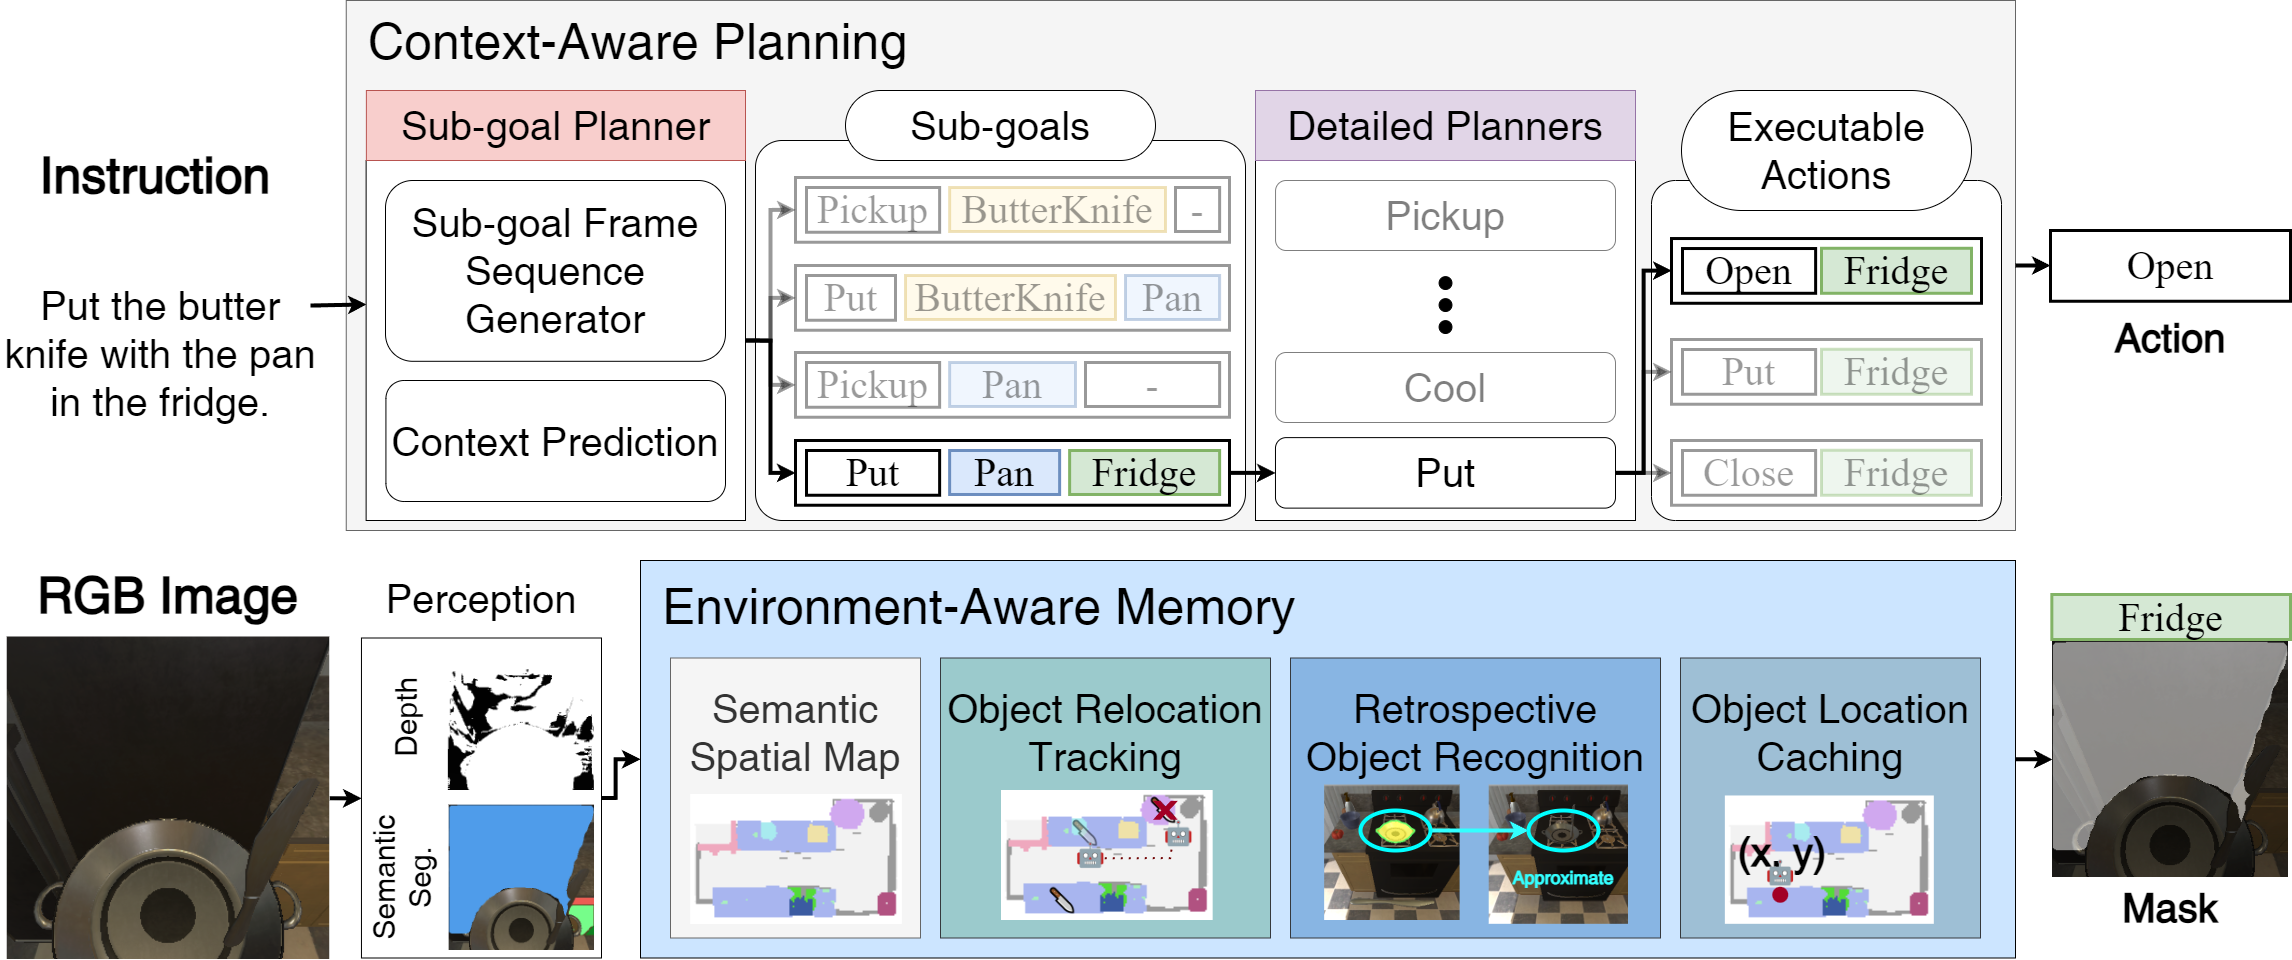 Context-Aware Planning
Instruction
Put the butter
knife with the pan
in the fridge.
Sub-goal Planner
Sub-goal Frame
Sequence
Generator
Context Prediction
Sub-goals
Pickup ButterKnife -
Put ButterKnife Pan
Pickup Pan -
Put Pan Fridge
Detailed Planners
Pickup
Cool
Put
Executable
Actions
Open Fridge
Put Fridge
Close Fridge
Open
Action
RGB Image
Perception
Depth
Semantic
Seg.
Environment-Aware Memory
Semantic
Spatial Map
Object Relocation
Tracking
Retrospective
Object Recognition
Approximate
Object Location
Caching
(x. y)
Fridge
Mask